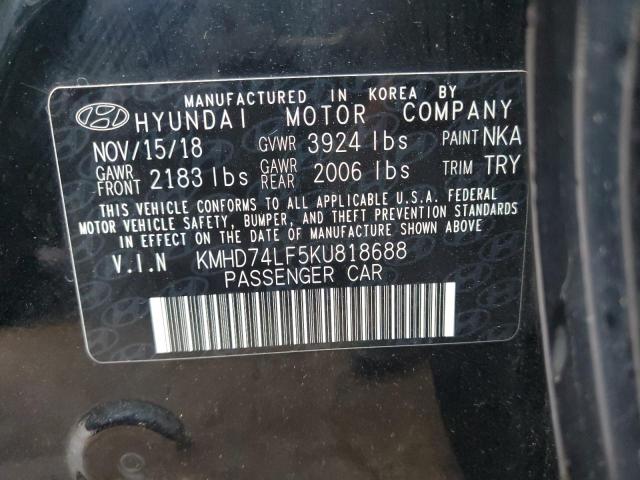 MANUFACTURED IN KOREA BY
HYUNDAI MOTOR COMPANY
NOV/15/18 GVWR 3924 lbs PAINT NKA
GAWR FRONT 2183 lbs GAWR REAR 2006 lbs TRIM TRY
THIS VEHICLE CONFORMS TO ALL APPLICABLE U.S.A. FEDERAL
MOTOR VEHICLE SAFETY, BUMPER, AND THEFT PREVENTION STANDARDS
IN EFFECT ON THE DATE OF MANUFACTURE SHOWN ABOVE
V.I.N KMHD74LF5KU818688
PASSENGER CAR